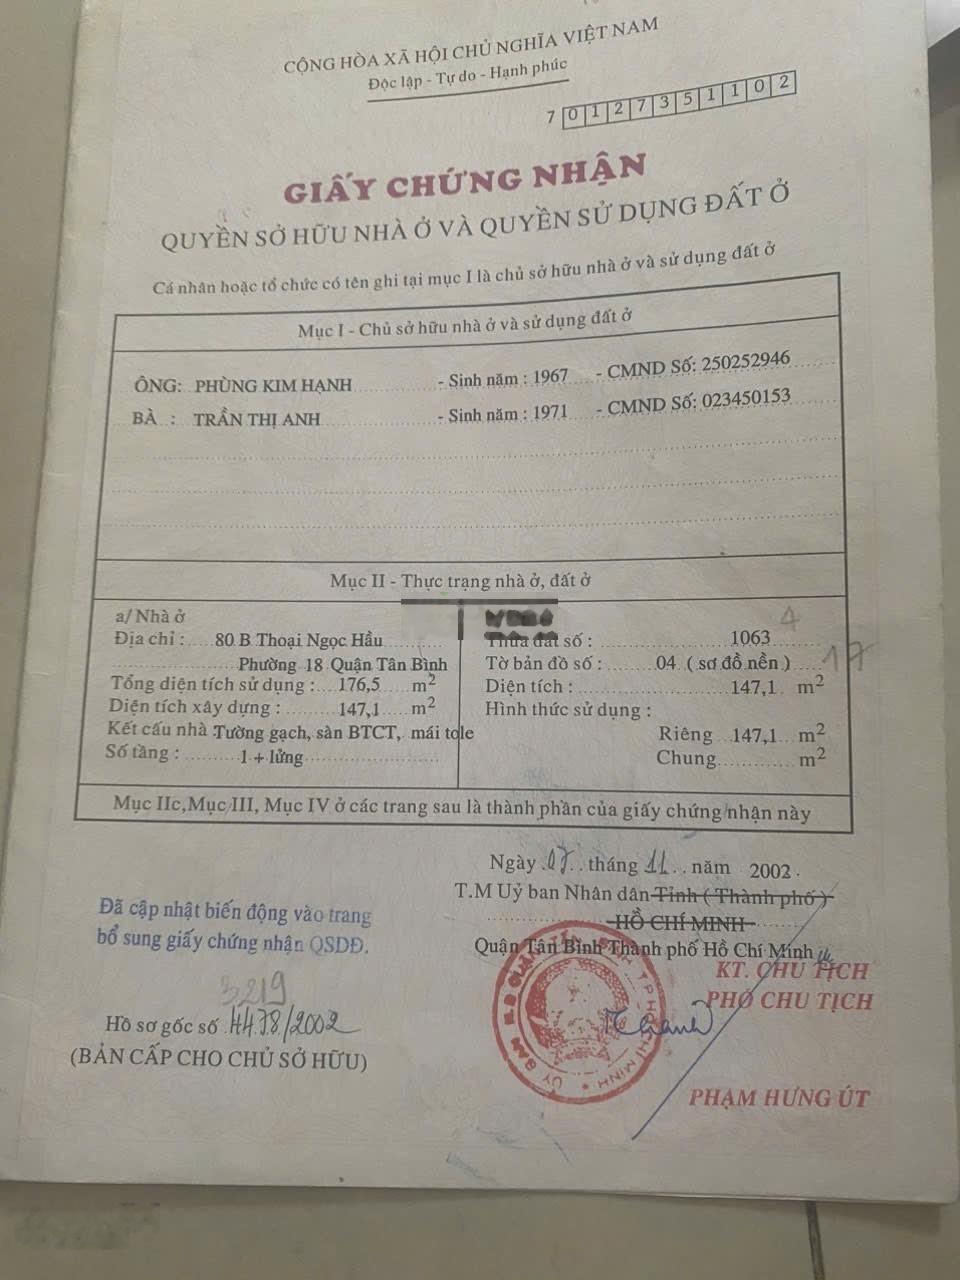 CỘNG HÒA XÃ HỘI CHỦ NGHĨA VIỆT NAM
Độc lập - Tự do - Hạnh phúc
7 01273511102
GIẤY CHỨNG NHẬN
QUYỀN SỞ HỮU NHÀ Ở VÀ QUYỀN SỬ DỤNG ĐẤT Ở
Cá nhân hoặc tổ chức có tên ghi tại mục I là chủ sở hữu nhà ở và sử dụng đất ở
Mục I - Chủ sở hữu nhà ở và sử dụng đất ở
ÔNG: PHÙNG KIM HẠNH - Sinh năm : 1967 - CMND Số: 250252946
BÀ : TRẦN THỊ ANH - Sinh năm : 1971 - CMND Số: 023450153
Mục II - Thực trạng nhà ở, đất ở
a/ Nhà ở
Địa chỉ : 80 B Thoại Ngọc Hầu
Phường 18 Quận Tân Bình
Tổng diện tích sử dụng : 176,5 m2
Diện tích xây dựng : 147,1 m2
Kết cấu nhà Tường gạch, sàn BTCT, mái tole
Số tầng : 1 + lửng
4
Thửa đất số : 1063
Tờ bản đồ số : 04 ( sơ đồ nền ) 17
Diện tích : 147,1 m2
Hình thức sử dụng :
Riêng 147,1 m2
Chung m2
Mục IIc,Mục III, Mục IV ở các trang sau là thành phần của giấy chứng nhận này
Ngày 07 tháng 11 năm 2002
T.M Uỷ ban Nhân dân Tỉnh ( Thành phố )
HỒ CHÍ MINH
Quận Tân Bình Thành phố Hồ Chí Minh
KT. CHỦ TỊCH
PHÓ CHỦ TỊCH
PHẠM HƯNG ÚT
Đã cập nhật biến động vào trang
bổ sung giấy chứng nhận QSDĐ.
3219
Hồ sơ gốc số /2002
(BẢN CẤP CHO CHỦ SỞ HỮU)